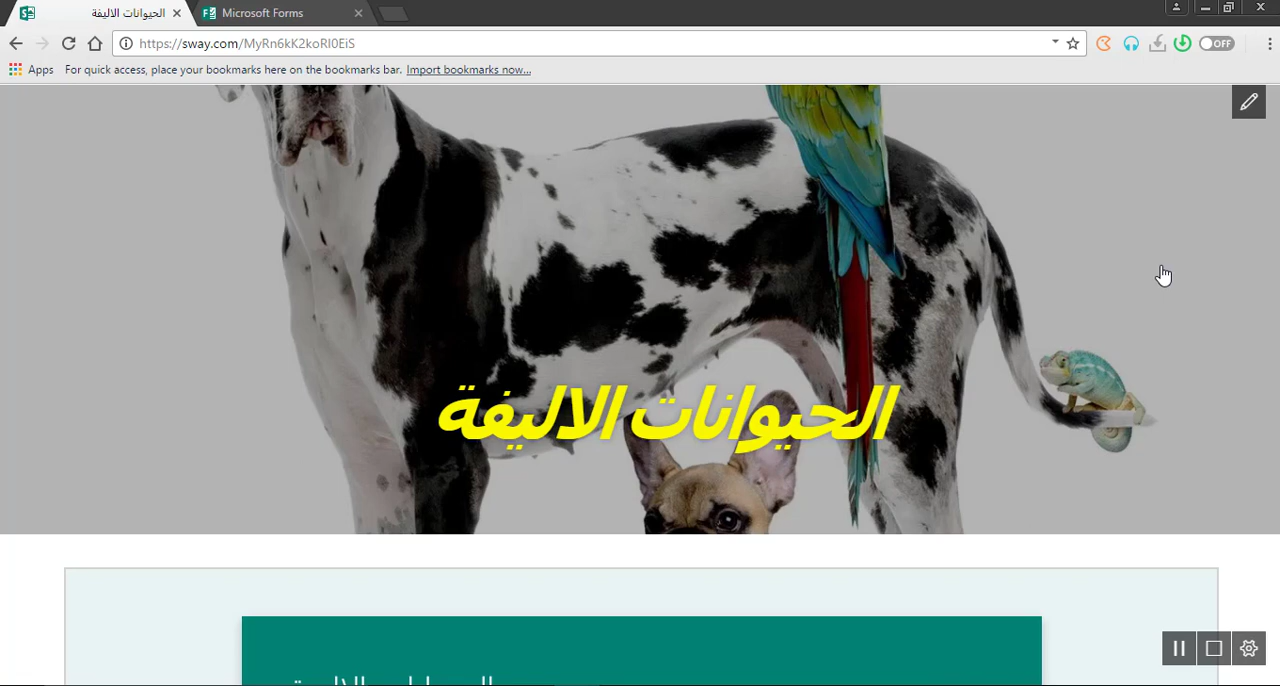 الحيوانات الاليفة
Microsoft Forms
https://sway.com/MyRn6kK2koRI0EiS
OFF
Apps
For quick access, place your bookmarks here on the bookmarks bar. Import bookmarks now...
الحيوانات الاليفة